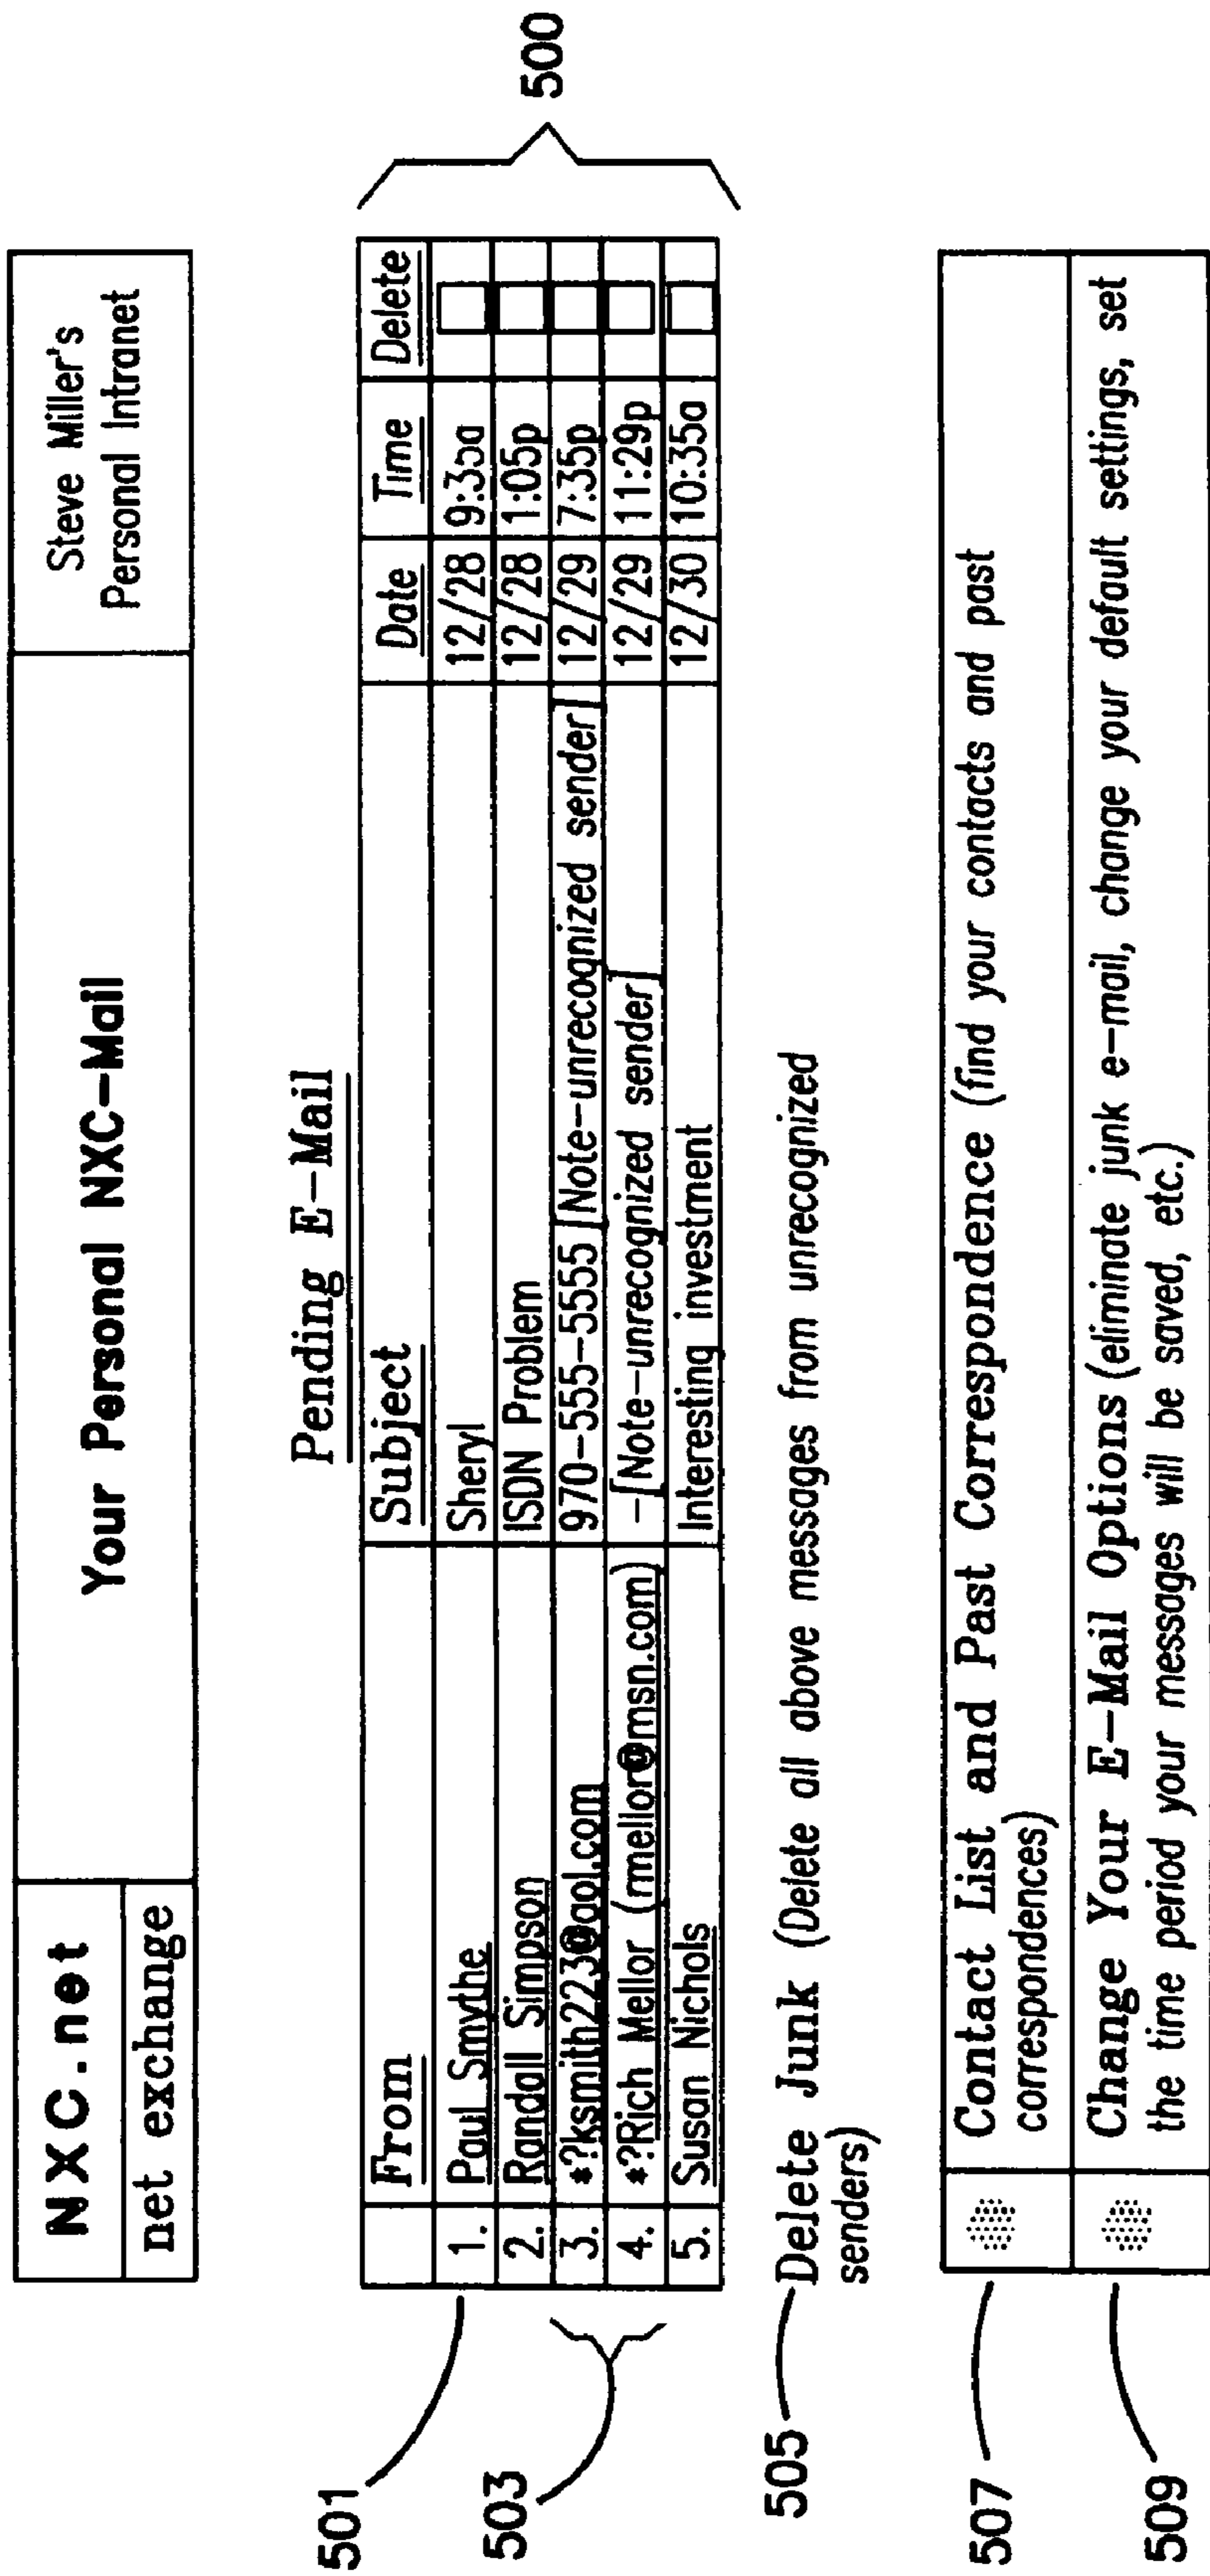 NXC.net
net exchange
Your Personal NXC-Mail
Steve Miller's
Personal Intranet
Pending E-Mail
From Subject Date Time Delete
1. Paul Smythe Sheryl 12/28 9:35a
2. Randall Simpson ISDN Problem 12/28 1:05p
3. *?ksmith223@aol.com 970-555-5555 [Note-unrecognized sender] 12/29 7:35p
4. *?Rich Mellor (rmellor@msn.com) -[Note-unrecognized sender] 12/29 11:29p
5. Susan Nichols Interesting investment 12/30 10:35a
500
501
503
505 Delete Junk (Delete all above messages from unrecognized
senders)
507 Contact List and Past Correspondence (find your contacts and past
correspondences)
509 Change Your E-Mail Options (eliminate junk e-mail, change your default settings, set
the time period your messages will be saved, etc.)